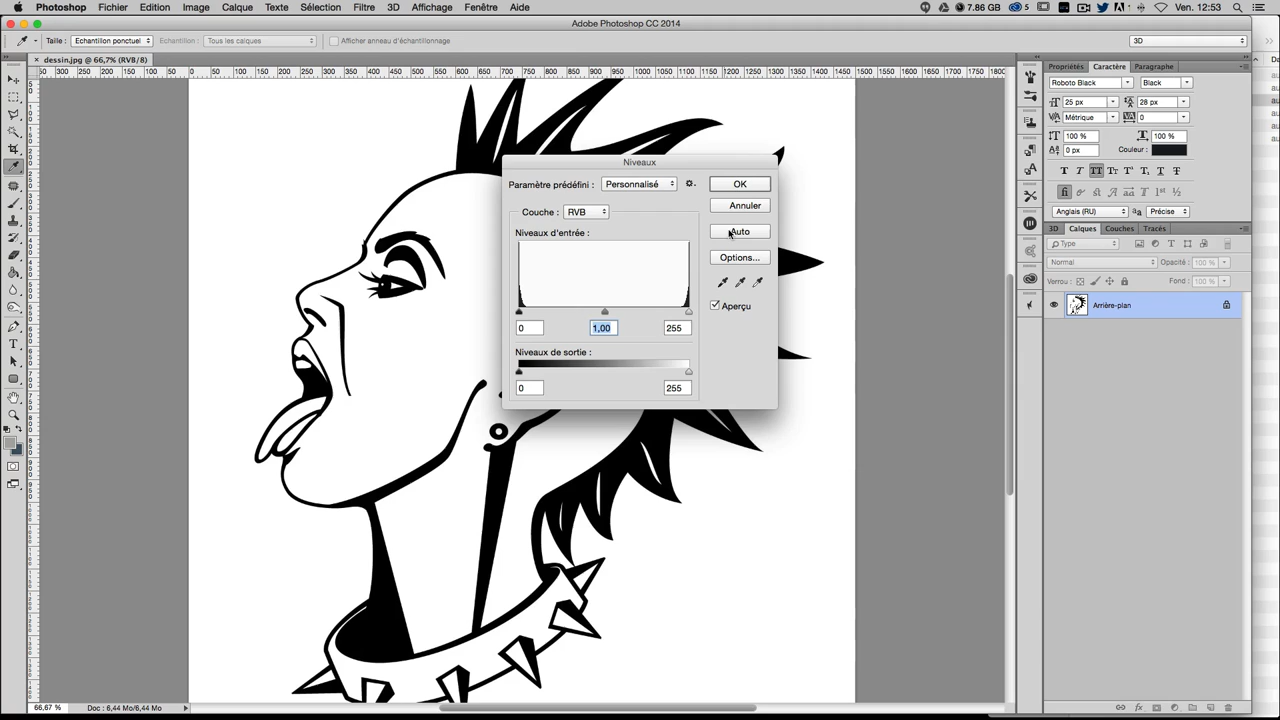 Photoshop Fichier Edition Image Calque Texte Sélection Filtre 3D Affichage Fenêtre Aide 7.86 GB 5 1 Ven. 12:53
Adobe Photoshop CC 2014
Taille : Echantillon ponctuel Echantillon : Tous les calques Afficher anneau d'échantillonnage 3D
dessin.jpg @ 66,7% (RVB/8)
Propriétés Caractère Paragraphe
Roboto Black Black
25 px 28 px
Métrique 0
100 % 100 %
0 px Couleur :
Anglais (RU) Précise
3D Calques Couches Tracés
Type
Normal Opacité : 100 %
Verrou : Fond : 100 %
Arrière-plan
Niveaux
Paramètre prédéfini : Personnalisé OK
Annuler
Couche : RVB
Niveaux d'entrée : Auto
Options...
Aperçu
0 1,00 255
Niveaux de sortie :
0 255
66,67 % Doc : 6,44 Mo/6,44 Mo